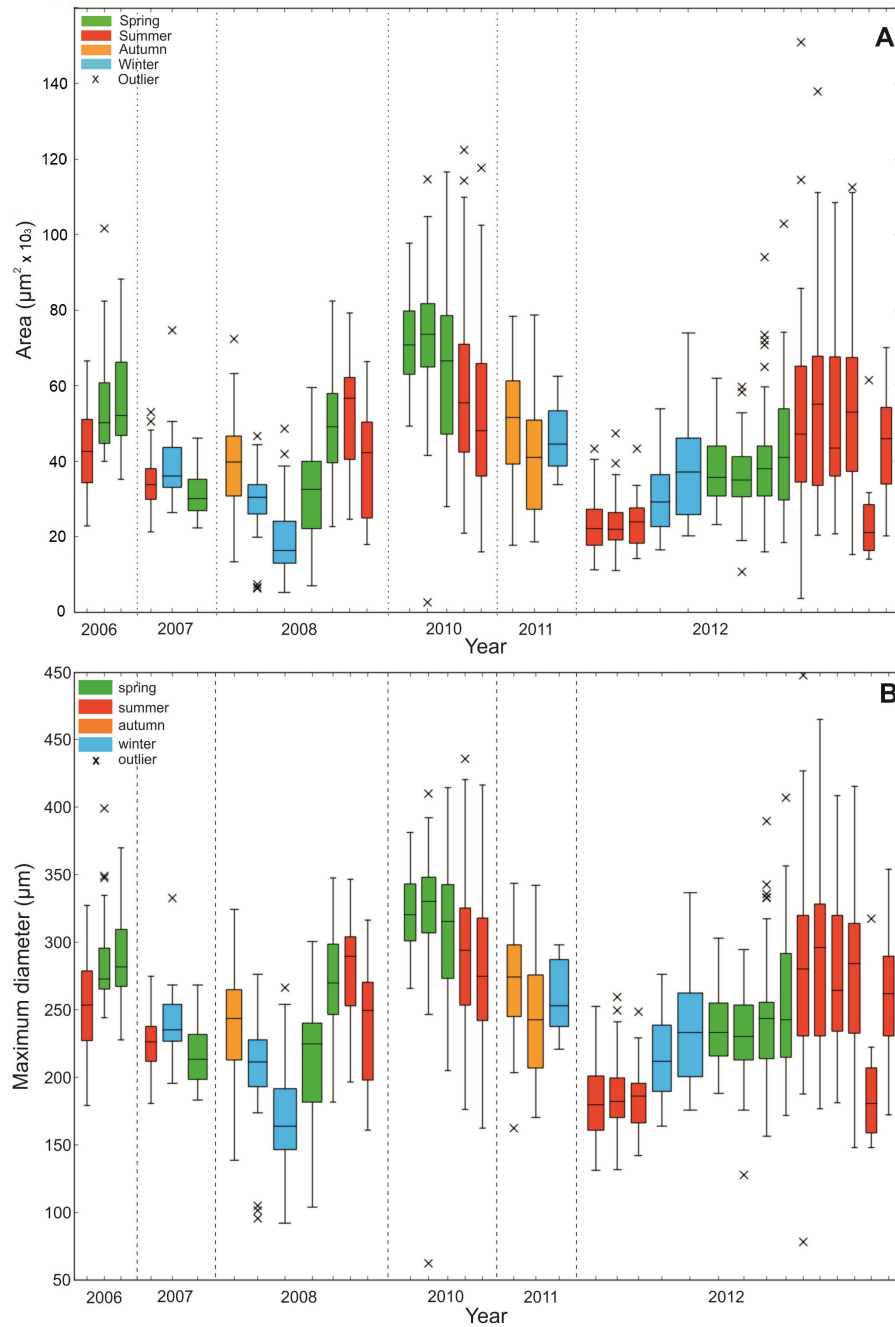 Spring
Summer
Autumn
Winter
x Outlier
A
140
120
100
80
60
40
20
0
Area (µm² x 10₃)
2006 2007 2008 2010 2011 2012
Year
450
400
350
300
250
200
150
100
50
Maximum diameter (µm)
spring
summer
autumn
winter
x outlier
B
2006 2007 2008 2010 2011 2012
Year